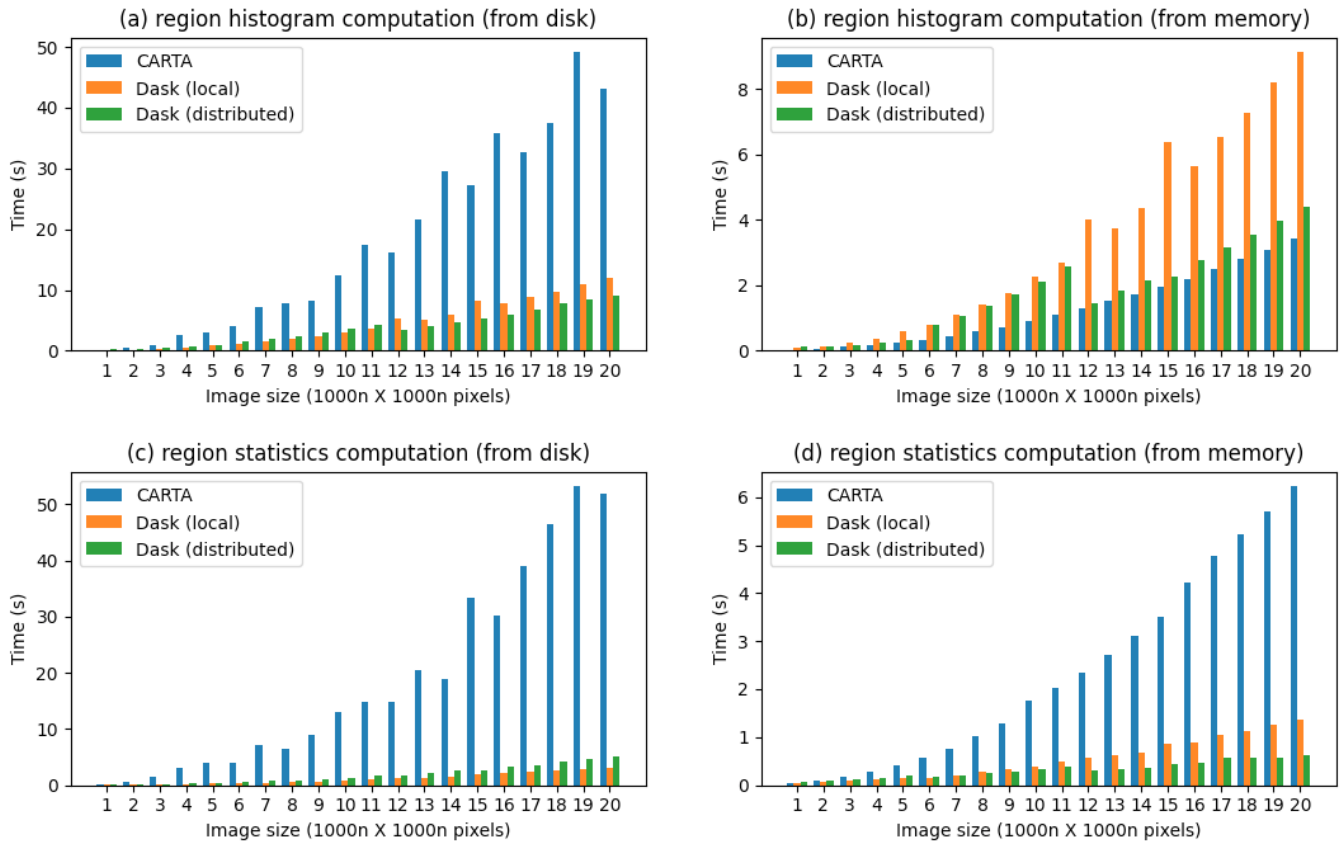 (a) region histogram computation (from disk)
50
40
30
20
10
0
Time (s)
CARTA
Dask (local)
Dask (distributed)
1 2 3 4 5 6 7 8 9 10 11 12 13 14 15 16 17 18 19 20
Image size (1000n X 1000n pixels)
(b) region histogram computation (from memory)
8
6
4
2
0
Time (s)
CARTA
Dask (local)
Dask (distributed)
1 2 3 4 5 6 7 8 9 10 11 12 13 14 15 16 17 18 19 20
Image size (1000n X 1000n pixels)
(c) region statistics computation (from disk)
50
40
30
20
10
0
Time (s)
CARTA
Dask (local)
Dask (distributed)
1 2 3 4 5 6 7 8 9 10 11 12 13 14 15 16 17 18 19 20
Image size (1000n X 1000n pixels)
(d) region statistics computation (from memory)
6
5
4
3
2
1
0
Time (s)
CARTA
Dask (local)
Dask (distributed)
1 2 3 4 5 6 7 8 9 10 11 12 13 14 15 16 17 18 19 20
Image size (1000n X 1000n pixels)